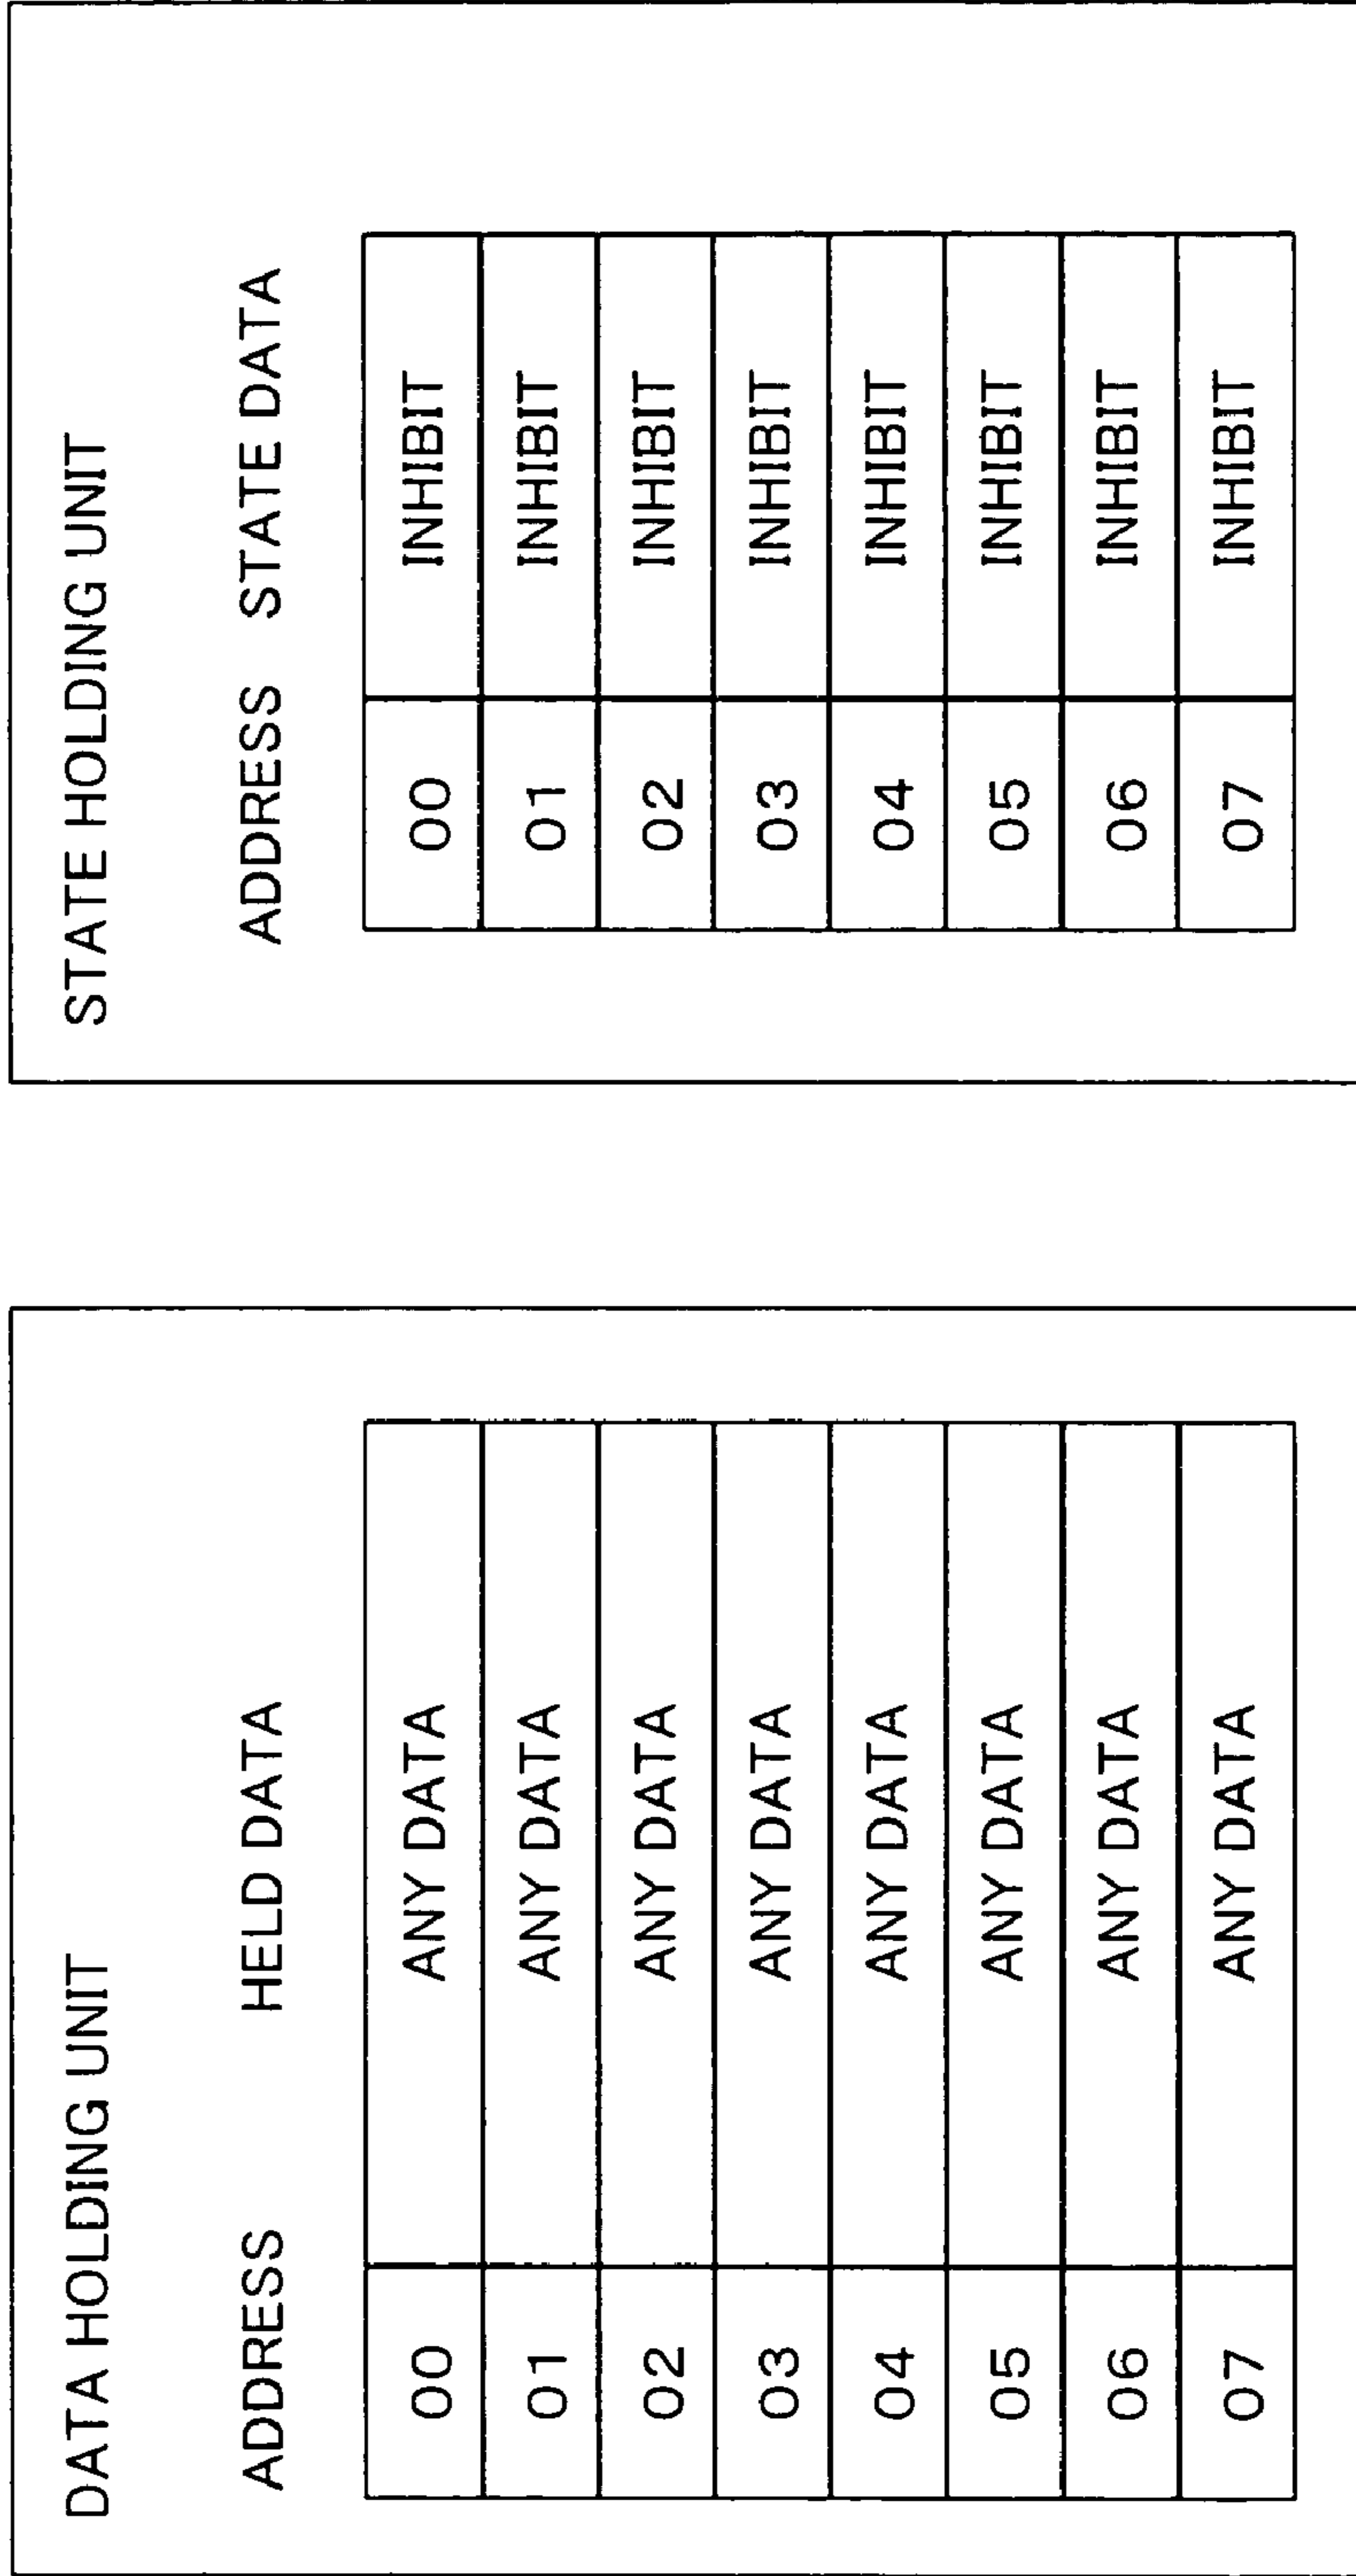 DATA HOLDING UNIT
ADDRESS HELD DATA
00 ANY DATA
01 ANY DATA
02 ANY DATA
03 ANY DATA
04 ANY DATA
05 ANY DATA
06 ANY DATA
07 ANY DATA
STATE HOLDING UNIT
ADDRESS STATE DATA
00 INHIBIT
01 INHIBIT
02 INHIBIT
03 INHIBIT
04 INHIBIT
05 INHIBIT
06 INHIBIT
07 INHIBIT